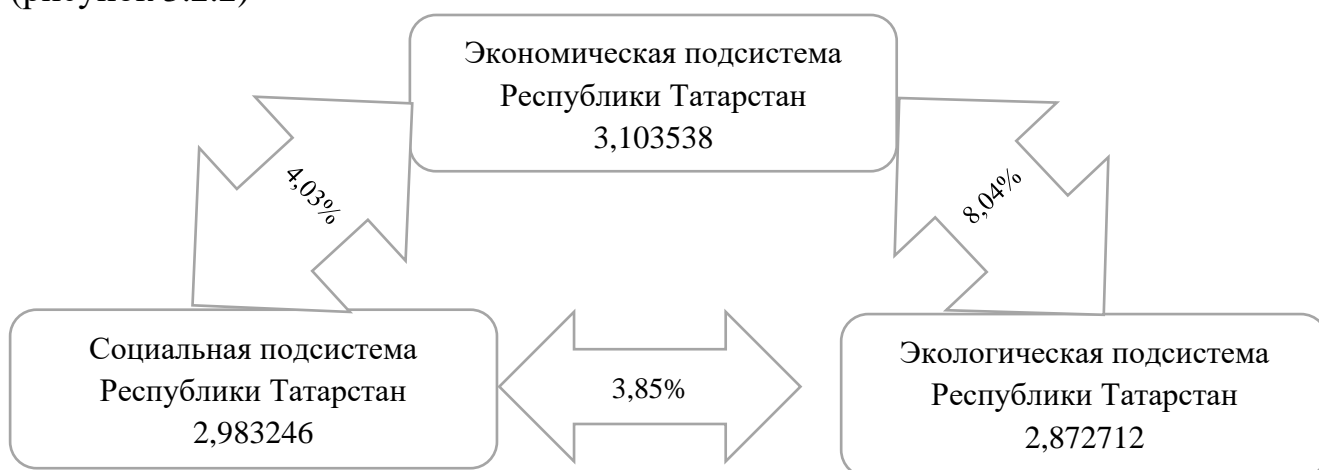 (рисунок 3.2.2)
Экономическая подсистема
Республики Татарстан
3,103538
4,03%
8,04%
Социальная подсистема
Республики Татарстан
2,983246
3,85%
Экологическая подсистема
Республики Татарстан
2,872712